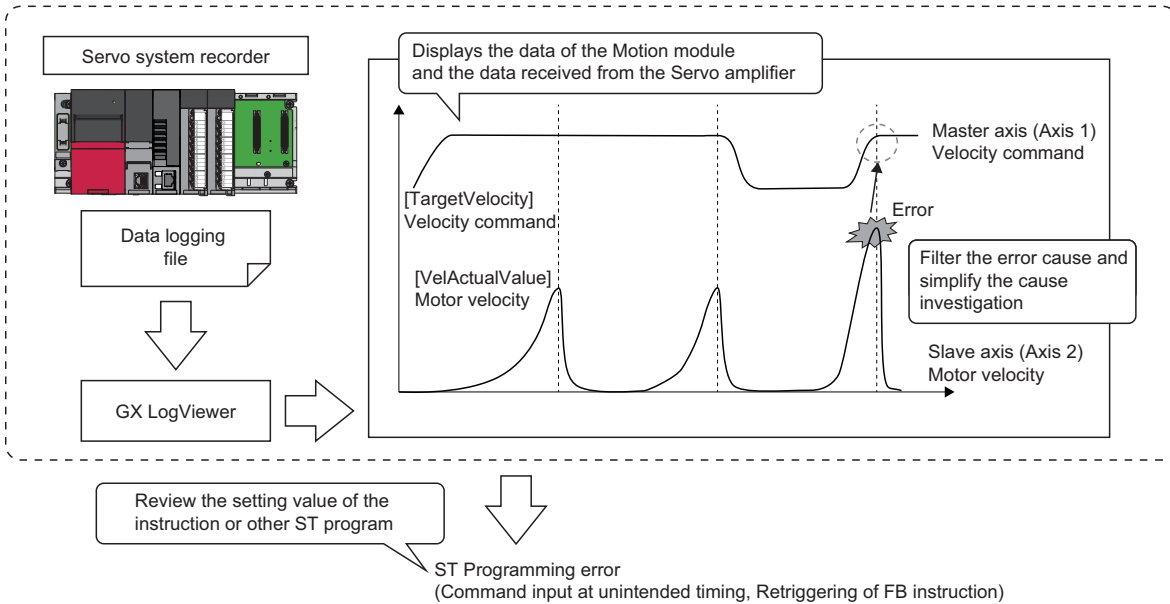 Servo system recorder
Data logging
file
GX LogViewer
Displays the data of the Motion module
and the data received from the Servo amplifier
Master axis (Axis 1)
Velocity command
[TargetVelocity]
Velocity command
Error
[VelActualValue]
Motor velocity
Filter the error cause and
simplify the cause
investigation
Slave axis (Axis 2)
Motor velocity
Review the setting value of the
instruction or other ST program
ST Programming error
(Command input at unintended timing, Retriggering of FB instruction)